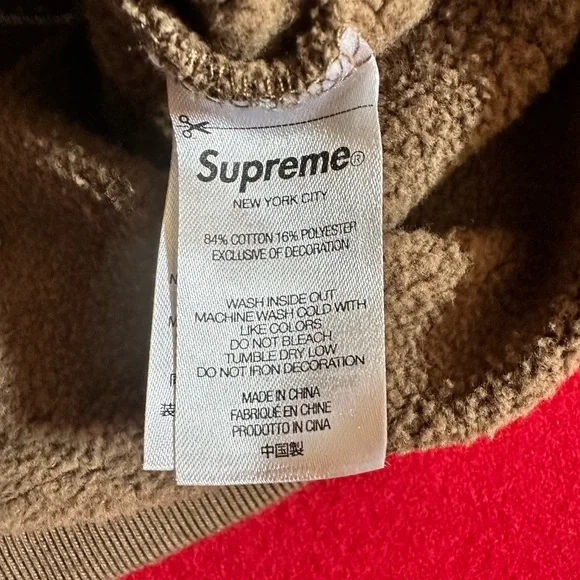 Supreme®
NEW YORK CITY
84% COTTON 16% POLYESTER
EXCLUSIVE OF DECORATION
WASH INSIDE OUT
MACHINE WASH COLD WITH
LIKE COLORS
DO NOT BLEACH
TUMBLE DRY LOW
DO NOT IRON DECORATION
MADE IN CHINA
FABRIQUÉ EN CHINE
PRODOTTO IN CINA
中国製